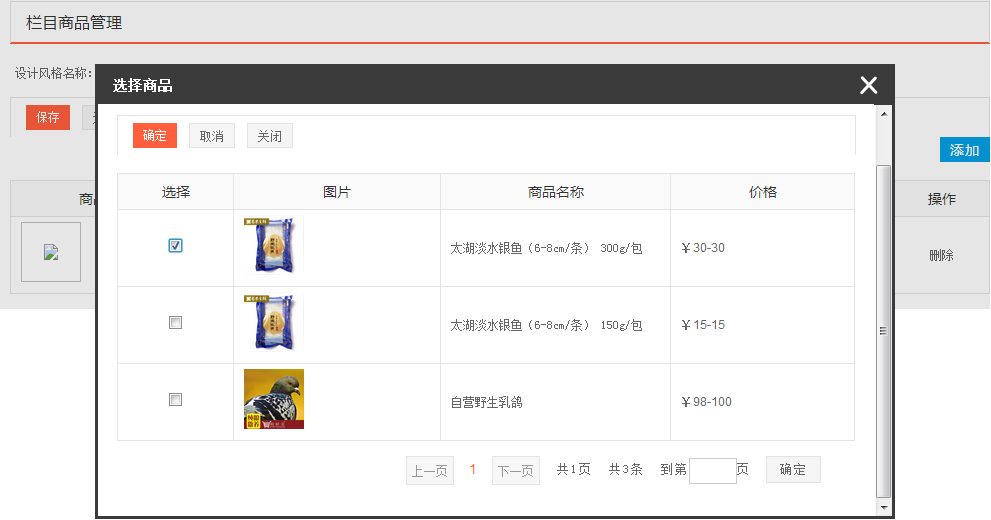 栏目商品管理
设计风格名称:
选择商品
保存
确定 取消 关闭
添加
选择 图片 商品名称 价格
操作
太湖淡水银鱼（6-8cm/条） 300g/包 ￥30-30
删除
太湖淡水银鱼（6-8cm/条） 150g/包 ￥15-15
自营野生乳鸽 ￥98-100
上一页 1 下一页 共1页 共3条 到第 页 确定